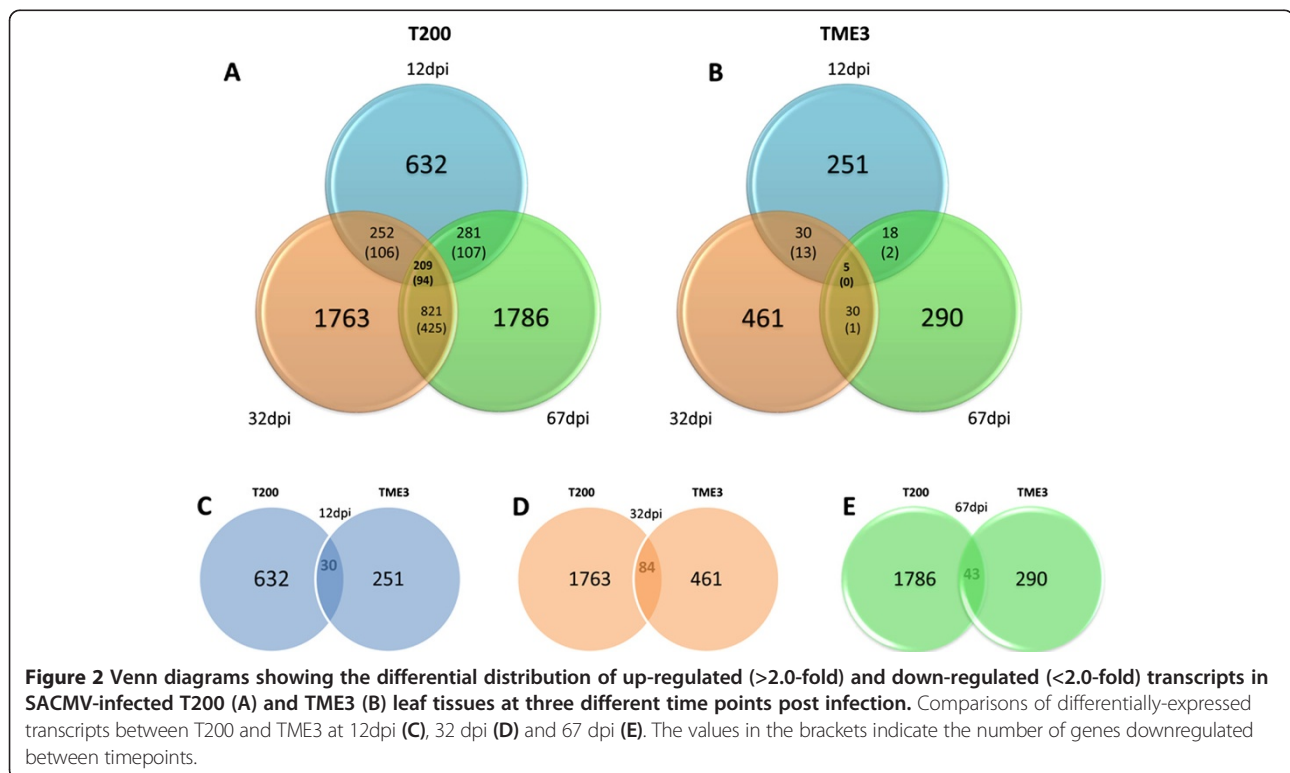 T200
TME3
A
12dpi
B
12dpi
632
251
252
(106)
281
(107)
30
(13)
18
(2)
209
(94)
5
(0)
1763
821
(425)
1786
461
30
(1)
290
32dpi
67dpi
32dpi
67dpi
C
T200
TME3
12dpi
632
30
251
D
T200
TME3
32dpi
1763
84
461
E
T200
TME3
67dpi
1786
43
290
Figure 2 Venn diagrams showing the differential distribution of up-regulated (>2.0-fold) and down-regulated (<2.0-fold) transcripts in
SACMV-infected T200 (A) and TME3 (B) leaf tissues at three different time points post infection. Comparisons of differentially-expressed
transcripts between T200 and TME3 at 12dpi (C), 32 dpi (D) and 67 dpi (E). The values in the brackets indicate the number of genes downregulated
between timepoints.